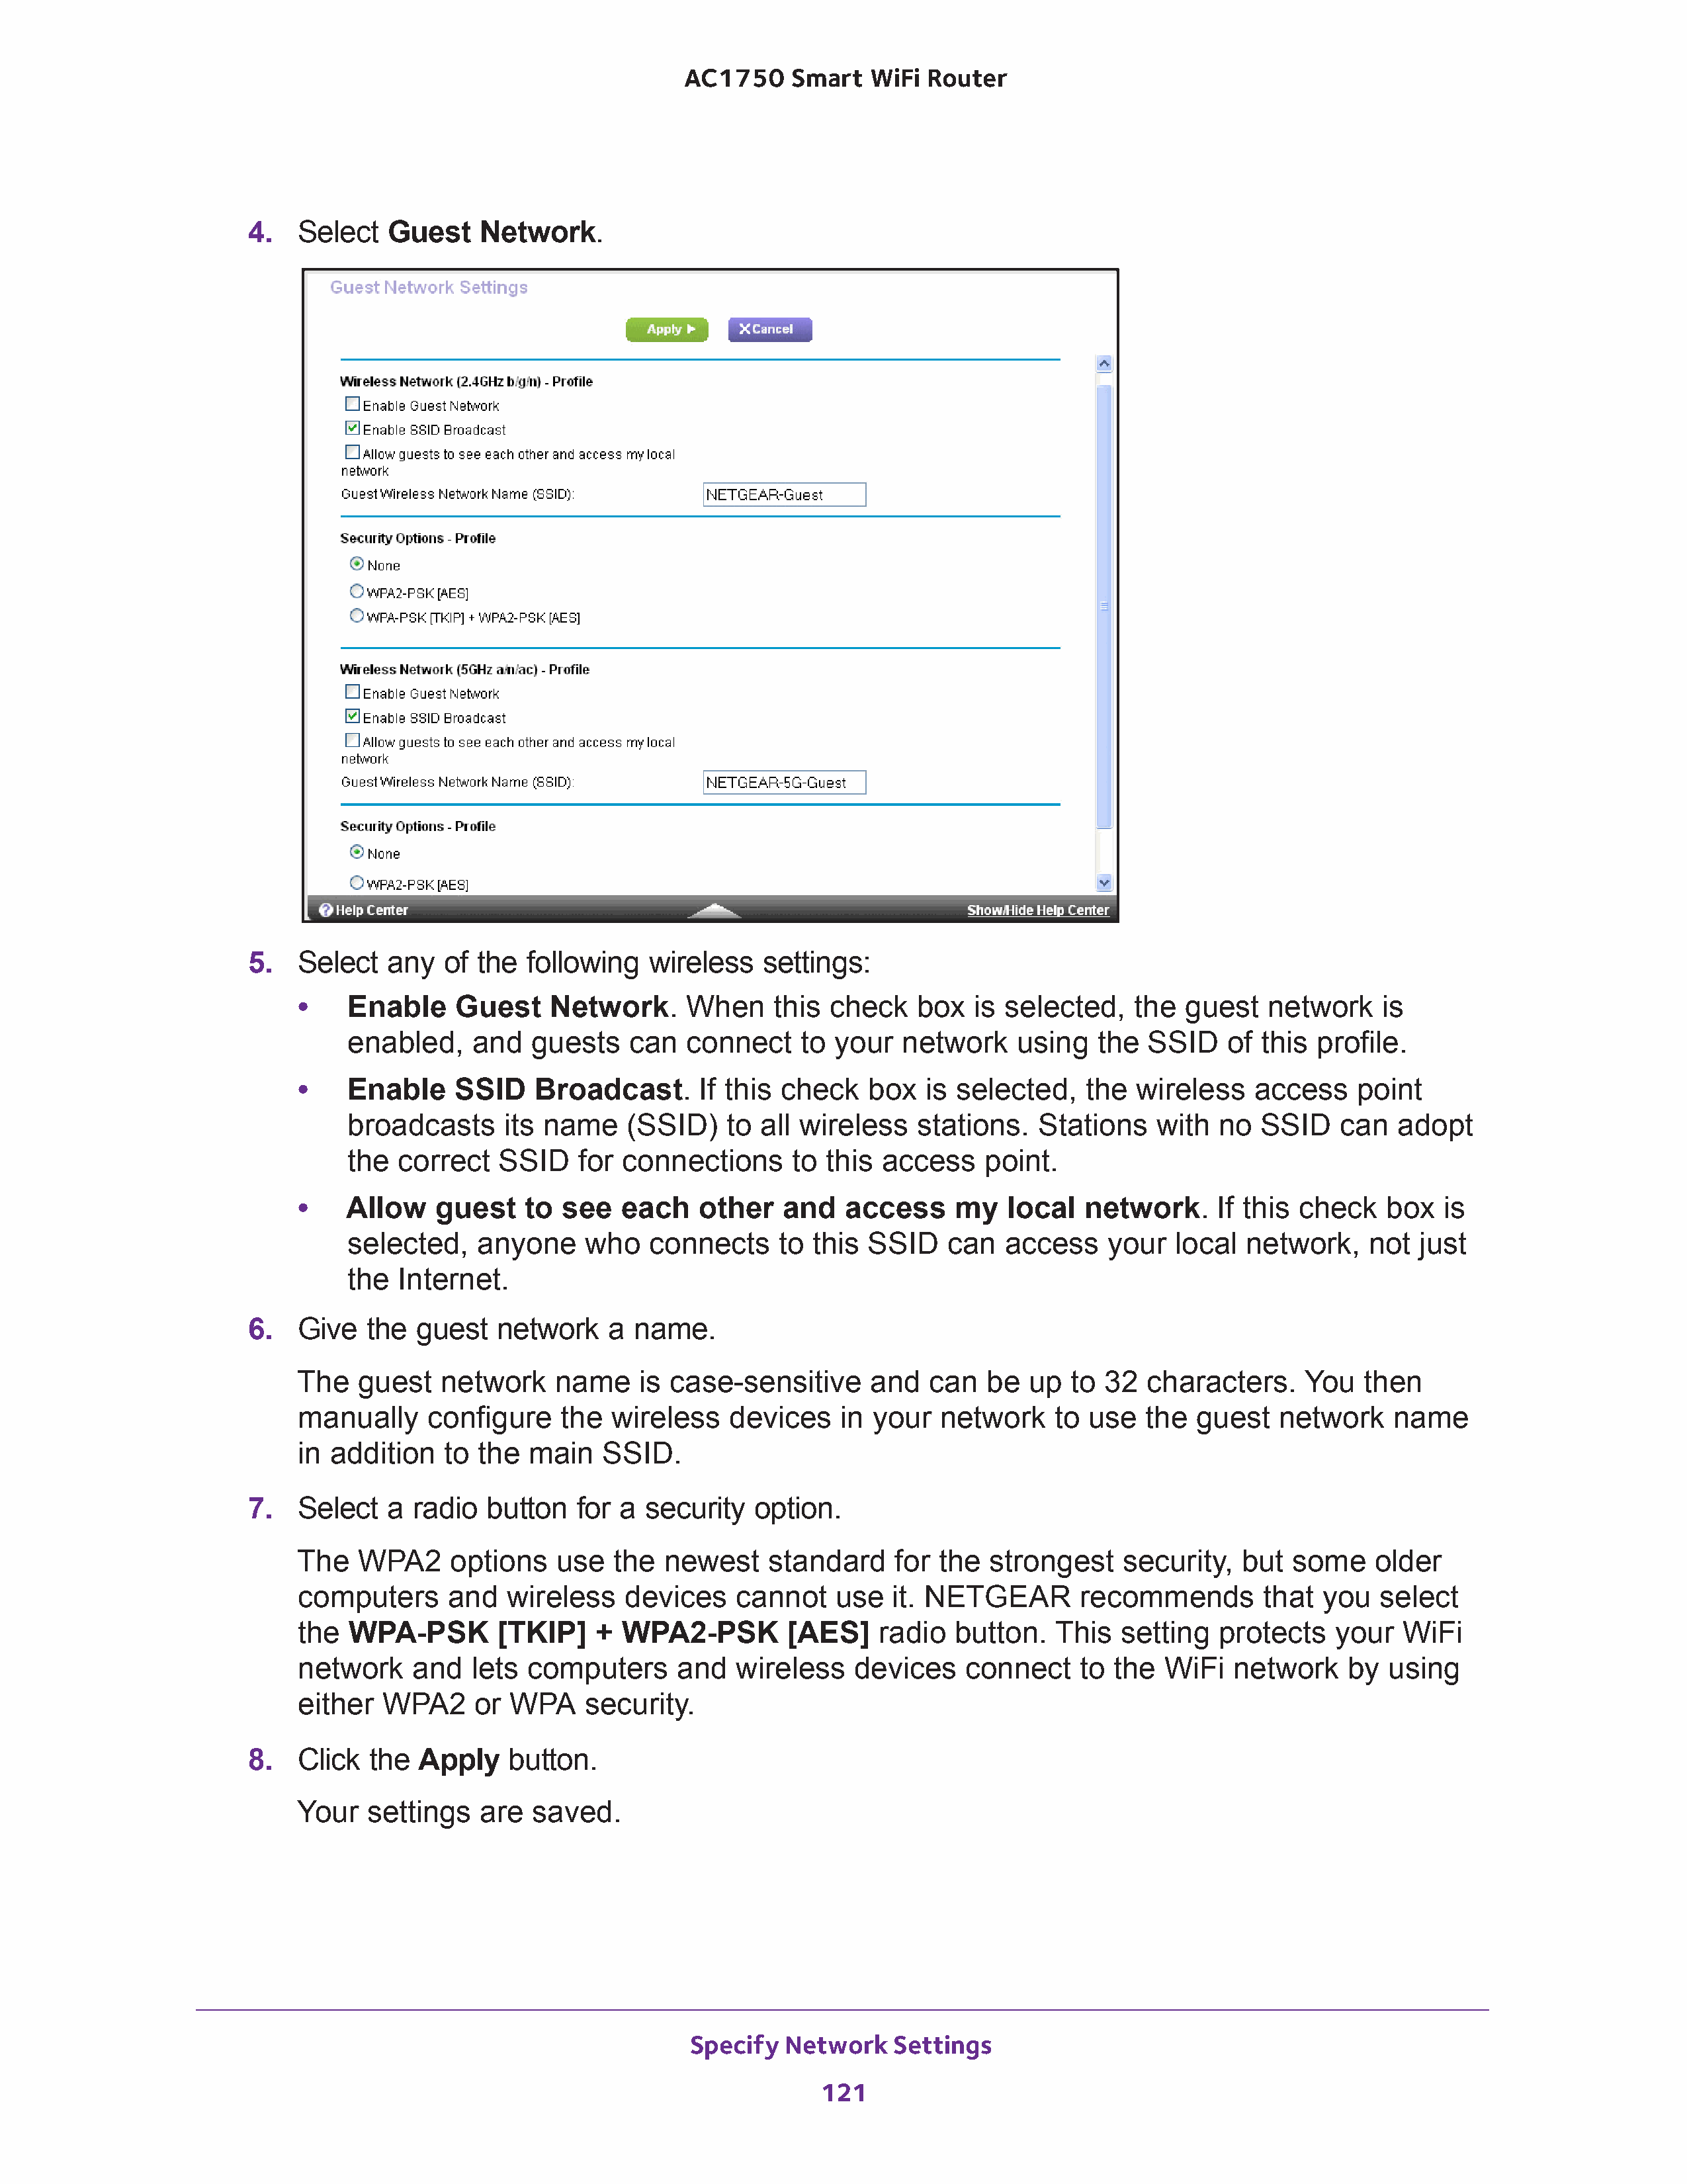 AC1750 Smart WiFi Router
4. Select Guest Network.
Guest Network Settings
Apply
Cancel
Wireless Network (2.4GHz b/g/n) - Profile
Enable Guest Network
Enable SSID Broadcast
Allow guests to see each other and access my local
network
Guest Wireless Network Name (SSID): NETGEAR-Guest
Security Options - Profile
None
WPA2-PSK [AES]
WPA-PSK [TKIP] + WPA2-PSK [AES]
Wireless Network (5GHz a/n/ac) - Profile
Enable Guest Network
Enable SSID Broadcast
Allow guests to see each other and access my local
network
Guest Wireless Network Name (SSID): NETGEAR-5G-Guest
Security Options - Profile
None
WPA2-PSK [AES]
? Help Center Show/Hide Help Center
5. Select any of the following wireless settings:
• Enable Guest Network. When this check box is selected, the guest network is
enabled, and guests can connect to your network using the SSID of this profile.
• Enable SSID Broadcast. If this check box is selected, the wireless access point
broadcasts its name (SSID) to all wireless stations. Stations with no SSID can adopt
the correct SSID for connections to this access point.
• Allow guest to see each other and access my local network. If this check box is
selected, anyone who connects to this SSID can access your local network, not just
the Internet.
6. Give the guest network a name.
The guest network name is case-sensitive and can be up to 32 characters. You then
manually configure the wireless devices in your network to use the guest network name
in addition to the main SSID.
7. Select a radio button for a security option.
The WPA2 options use the newest standard for the strongest security, but some older
computers and wireless devices cannot use it. NETGEAR recommends that you select
the WPA-PSK [TKIP] + WPA2-PSK [AES] radio button. This setting protects your WiFi
network and lets computers and wireless devices connect to the WiFi network by using
either WPA2 or WPA security.
8. Click the Apply button.
Your settings are saved.
Specify Network Settings
121